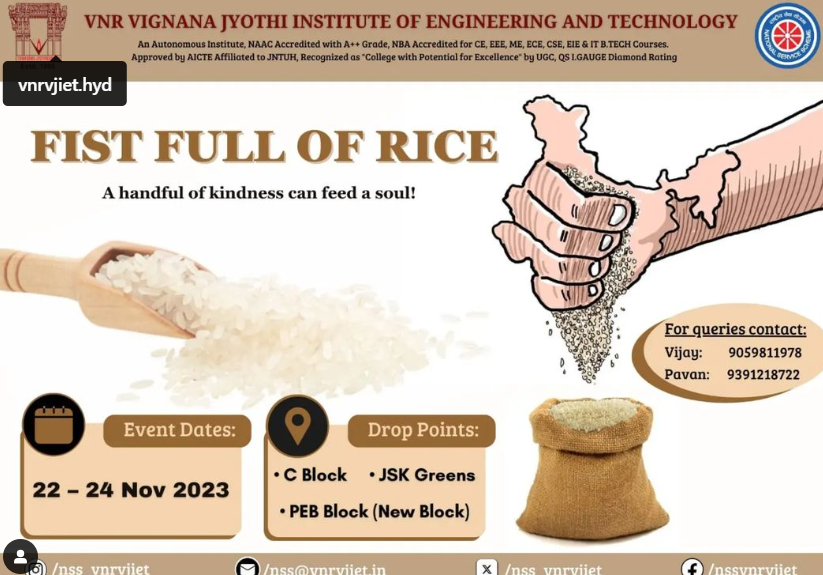 VNR VIGNANA JYOTHI INSTITUTE OF ENGINEERING AND TECHNOLOGY
An Autonomous Institute, NAAC Accredited with A++ Grade, NBA Accredited for CE, EEE, ME, ECE, CSE, EIE & IT B.TECH Courses.
Approved by AICTE Affiliated to JNTUH, Recognized as "College with Potential for Excellence" by UGC, QS I.GAUGE Diamond Rating
NATIONAL SERVICE SCHEME
vnrvjiet.hyd
FIST FULL OF RICE
A handful of kindness can feed a soul!
For queries contact:
Vijay: 9059811978
Pavan: 9391218722
Event Dates:
22 – 24 Nov 2023
Drop Points:
• C Block • JSK Greens
• PEB Block (New Block)
/nss_vnrvjiet /nss@vnrvjiet.in /nss_vnrvjiet /nssvnrvjiet